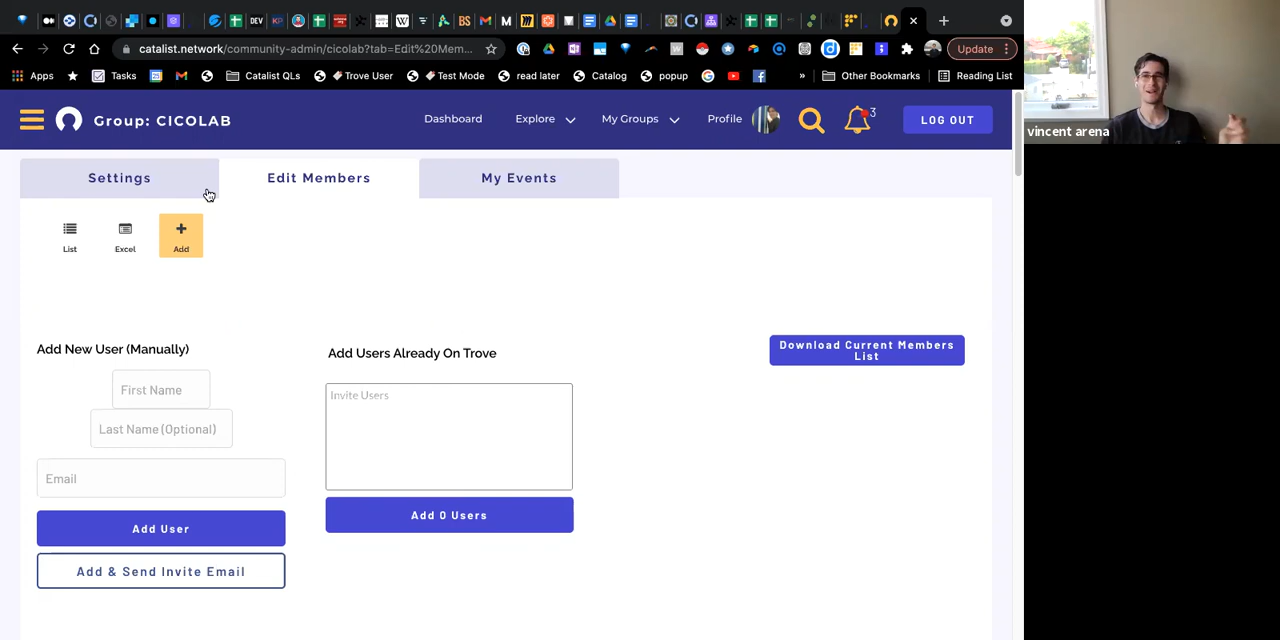 catalist.network/community-admin/cicolab?tab=Edit%20Mem...
Update
Apps
Tasks
Catalist QLs
Trove User
Test Mode
read later
Catalog
popup
»
Other Bookmarks
Reading List
Group: CICOLAB
Dashboard
Explore
My Groups
Profile
3
LOG OUT
Settings
Edit Members
My Events
List
Excel
Add
Add New User (Manually)
First Name
Last Name (Optional)
Email
Add User
Add & Send Invite Email
Add Users Already On Trove
Invite Users
Add 0 Users
Download Current Members
List
vincent arena